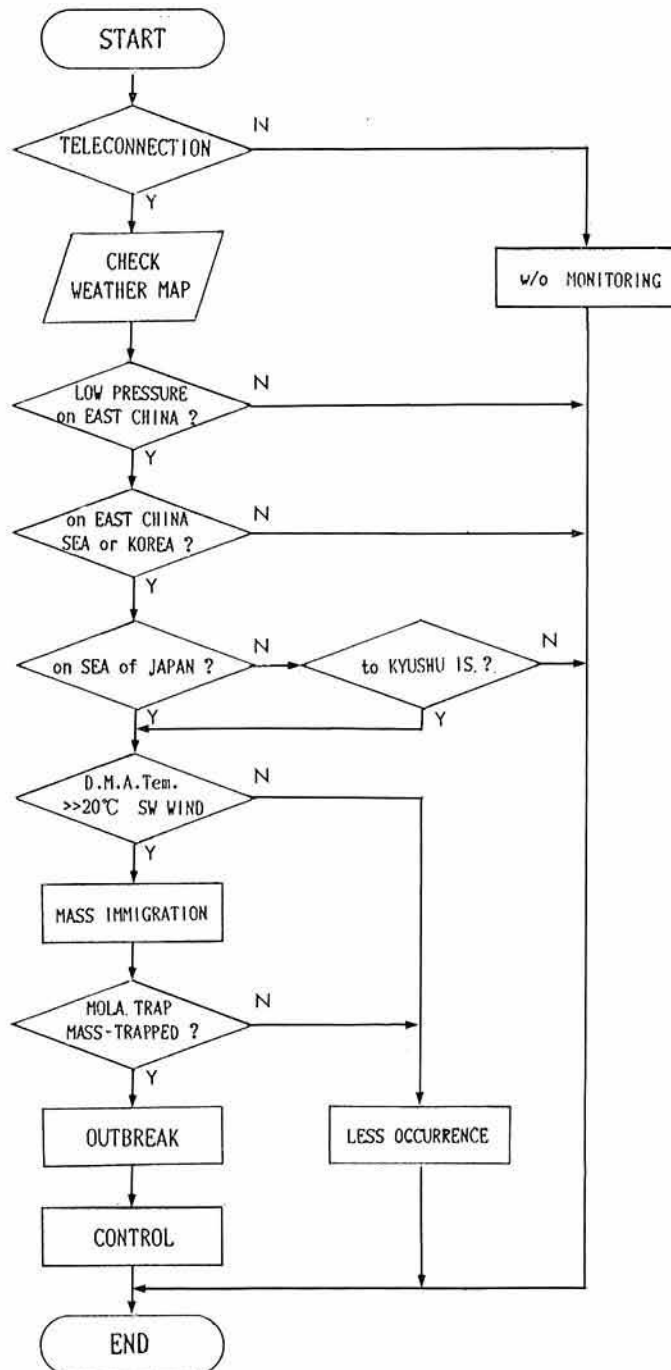 START
TELECONNECTION
N
Y
CHECK
WEATHER MAP
w/o MONITORING
LOW PRESSURE
on EAST CHINA ?
N
Y
on EAST CHINA
SEA or KOREA ?
N
Y
on SEA of JAPAN ?
N
to KYUSHU IS.?
N
Y
Y
D.M.A.Tem.
>>20℃ SW WIND
N
Y
MASS IMMIGRATION
MOLA. TRAP
MASS-TRAPPED ?
N
Y
OUTBREAK
LESS OCCURRENCE
CONTROL
END